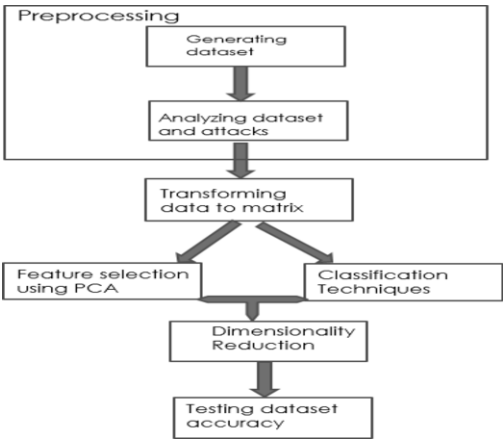 Preprocessing
Generating
dataset
Analyzing dataset
and attacks
Transforming
data to matrix
Feature selection
using PCA
Classification
Techniques
Dimensionality
Reduction
Testing dataset
accuracy